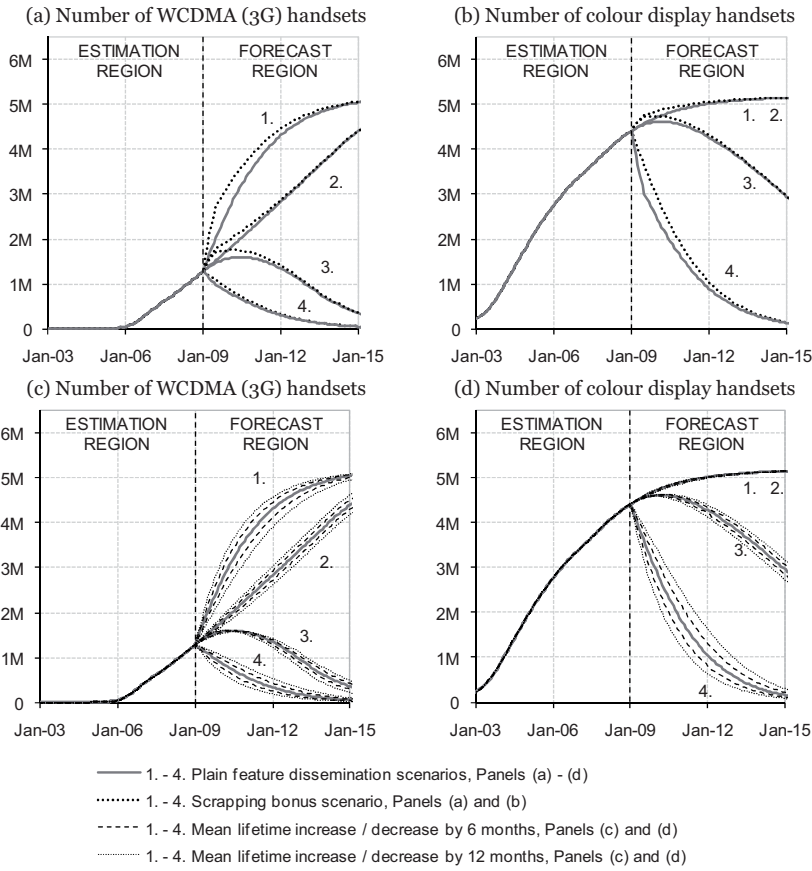 (a) Number of WCDMA (3G) handsets
6M
5M
4M
3M
2M
1M
0
ESTIMATION
REGION
FORECAST
REGION
1.
2.
3.
4.
Jan-03 Jan-06 Jan-09 Jan-12 Jan-15
(b) Number of colour display handsets
6M
5M
4M
3M
2M
1M
0
ESTIMATION
REGION
FORECAST
REGION
1. 2.
3.
4.
Jan-03 Jan-06 Jan-09 Jan-12 Jan-15
(c) Number of WCDMA (3G) handsets
6M
5M
4M
3M
2M
1M
0
ESTIMATION
REGION
FORECAST
REGION
1.
2.
3.
4.
Jan-03 Jan-06 Jan-09 Jan-12 Jan-15
(d) Number of colour display handsets
6M
5M
4M
3M
2M
1M
0
ESTIMATION
REGION
FORECAST
REGION
1. 2.
3.
4.
Jan-03 Jan-06 Jan-09 Jan-12 Jan-15
1. - 4. Plain feature dissemination scenarios, Panels (a) - (d)
1. - 4. Scrapping bonus scenario, Panels (a) and (b)
1. - 4. Mean lifetime increase / decrease by 6 months, Panels (c) and (d)
1. - 4. Mean lifetime increase / decrease by 12 months, Panels (c) and (d)